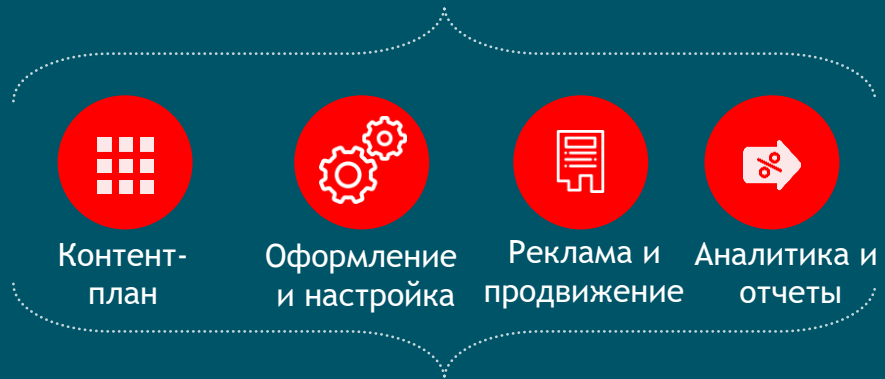 Контент-
план
Оформление
и настройка
Реклама и
продвижение
%
Аналитика и
отчеты